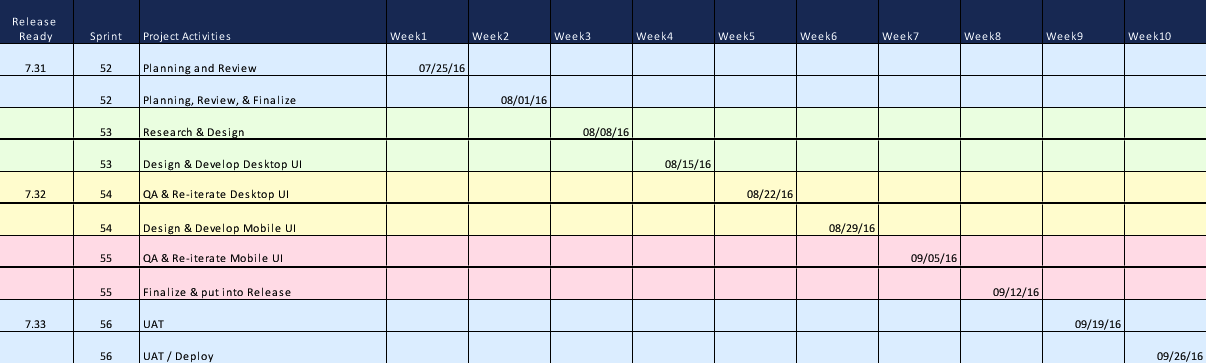 Release
Ready Sprint Project Activities Week1 Week2 Week3 Week4 Week5 Week6 Week7 Week8 Week9 Week10
7.31 52 Planning and Review 07/25/16
52 Planning, Review, & Finalize 08/01/16
53 Research & Design 08/08/16
53 Design & Develop Desktop UI 08/15/16
7.32 54 QA & Re-iterate Desktop UI 08/22/16
54 Design & Develop Mobile UI 08/29/16
55 QA & Re-iterate Mobile UI 09/05/16
55 Finalize & put into Release 09/12/16
7.33 56 UAT 09/19/16
56 UAT / Deploy 09/26/16